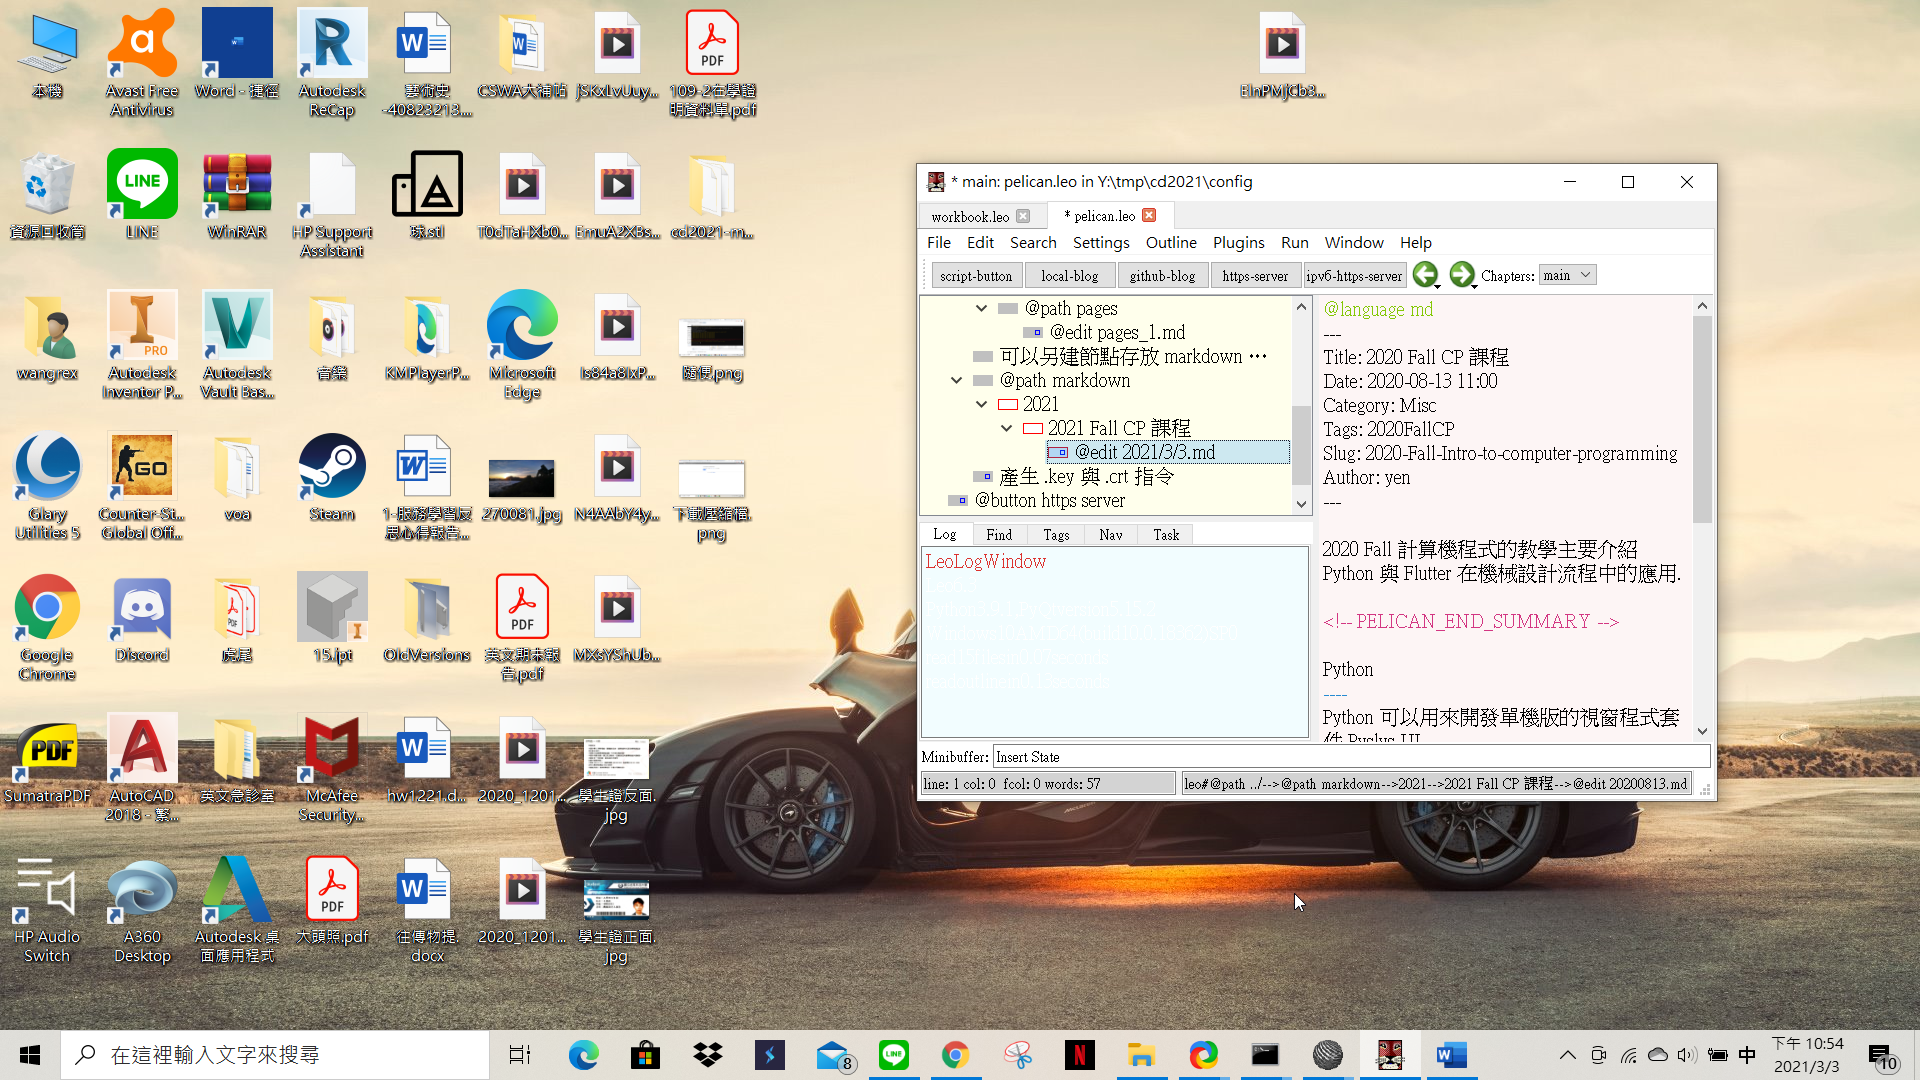 本機
Avast Free
Antivirus
Word - 捷徑
Autodesk
ReCap
藝術史
-40823213....
CSWA大補帖
jSKxLvUuy...
109-2在學證
明資料單.pdf
ElnPMjCb3...
資源回收筒
LINE
WinRAR
HP Support
Assistant
球.stl
T0dTaHXb0...
EmuA2XBs...
cd2021-m...
wangrex
Autodesk
Inventor P...
Autodesk
Vault Bas...
音樂
KMPlayerP...
Microsoft
Edge
Is84a8IxP...
隨便.png
Glary
Utilities 5
Counter-St...
Global Off...
voa
Steam
1-服務學習反
思心得報告...
270081.jpg
N4AAbY4y...
下載壓縮檔.
png
Google
Chrome
Discord
虎尾
15.ipt
OldVersions
英文期末報
告.pdf
MXsYShUb...
SumatraPDF
AutoCAD
2018 - 繁...
英文急診室
McAfee
Security...
hw1221.d...
2020_1201...
學生證反面.
jpg
HP Audio
Switch
A360
Desktop
Autodesk 桌
面應用程式
大頭照.pdf
往傳物提.
docx
2020_1201...
學生證正面.
jpg
* main: pelican.leo in Y:\tmp\cd2021\config
workbook.leo
* pelican.leo
File Edit Search Settings Outline Plugins Run Window Help
script-button local-blog github-blog https-server ipv6-https-server Chapters: main
@path pages
@edit pages_1.md
可以另建節點存放 markdown ⋯
@path markdown
2021
2021 Fall CP 課程
@edit 2021/3/3.md
產生 .key 與 .crt 指令
@button https server
Log Find Tags Nav Task
LeoLogWindow
@language md
---
Title: 2020 Fall CP 課程
Date: 2020-08-13 11:00
Category: Misc
Tags: 2020FallCP
Slug: 2020-Fall-Intro-to-computer-programming
Author: yen
---
2020 Fall 計算機程式的教學主要介紹
Python 與 Flutter 在機械設計流程中的應用.
<!-- PELICAN_END_SUMMARY -->
Python
----
Python 可以用來開發單機版的視窗程式套
Minibuffer: Insert State
line: 1 col: 0 fcol: 0 words: 57
leo#@path ../-->@path markdown-->2021-->2021 Fall CP 課程-->@edit 20200813.md
在這裡輸入文字來搜尋
8
中
下午 10:54
2021/3/3
10